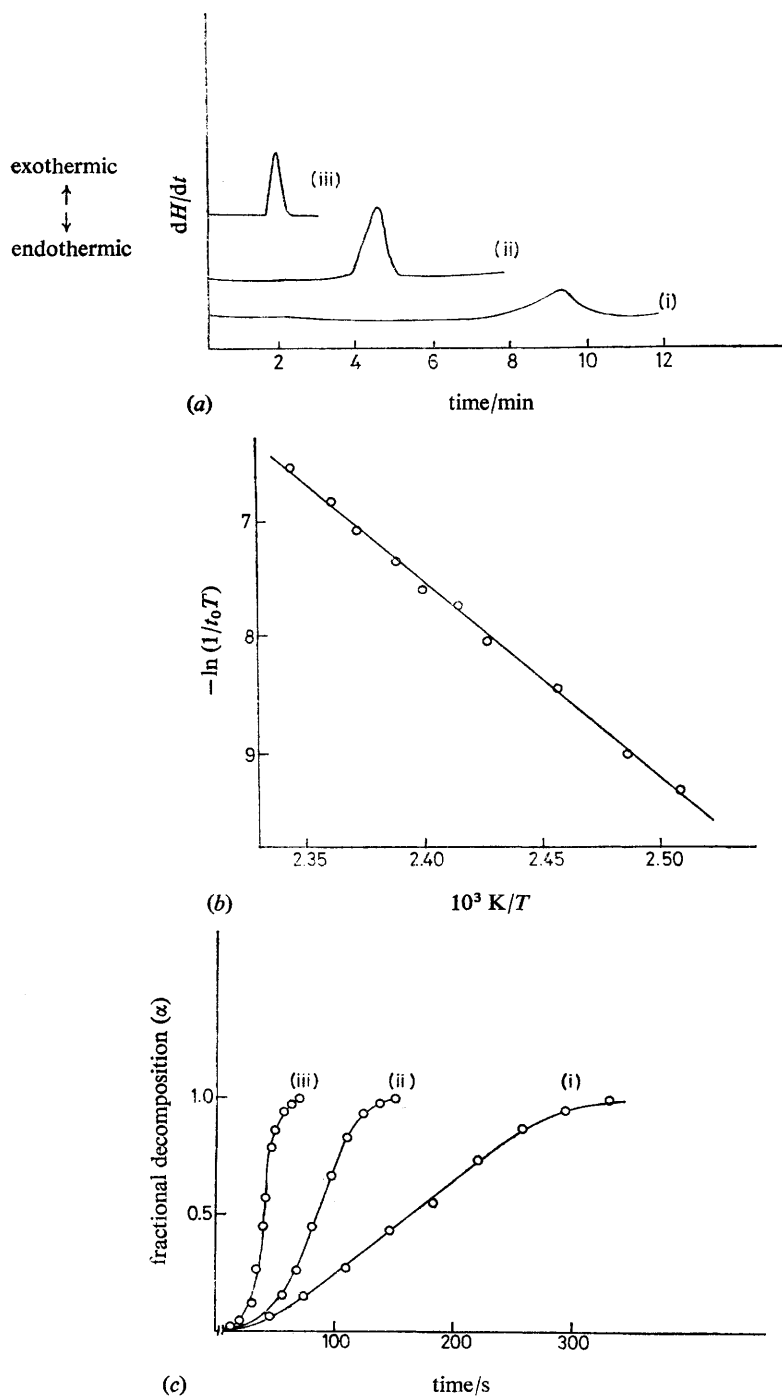 exothermic
↑
↓
endothermic
dH/dt
(iii)
(ii)
(i)
2 4 6 8 10 12
(a) time/min
7
8
9
−ln (1/t₀T)
2.35 2.40 2.45 2.50
(b) 10³ K/T
fractional decomposition (α)
1.0
0.5
(iii) (ii) (i)
100 200 300
(c) time/s